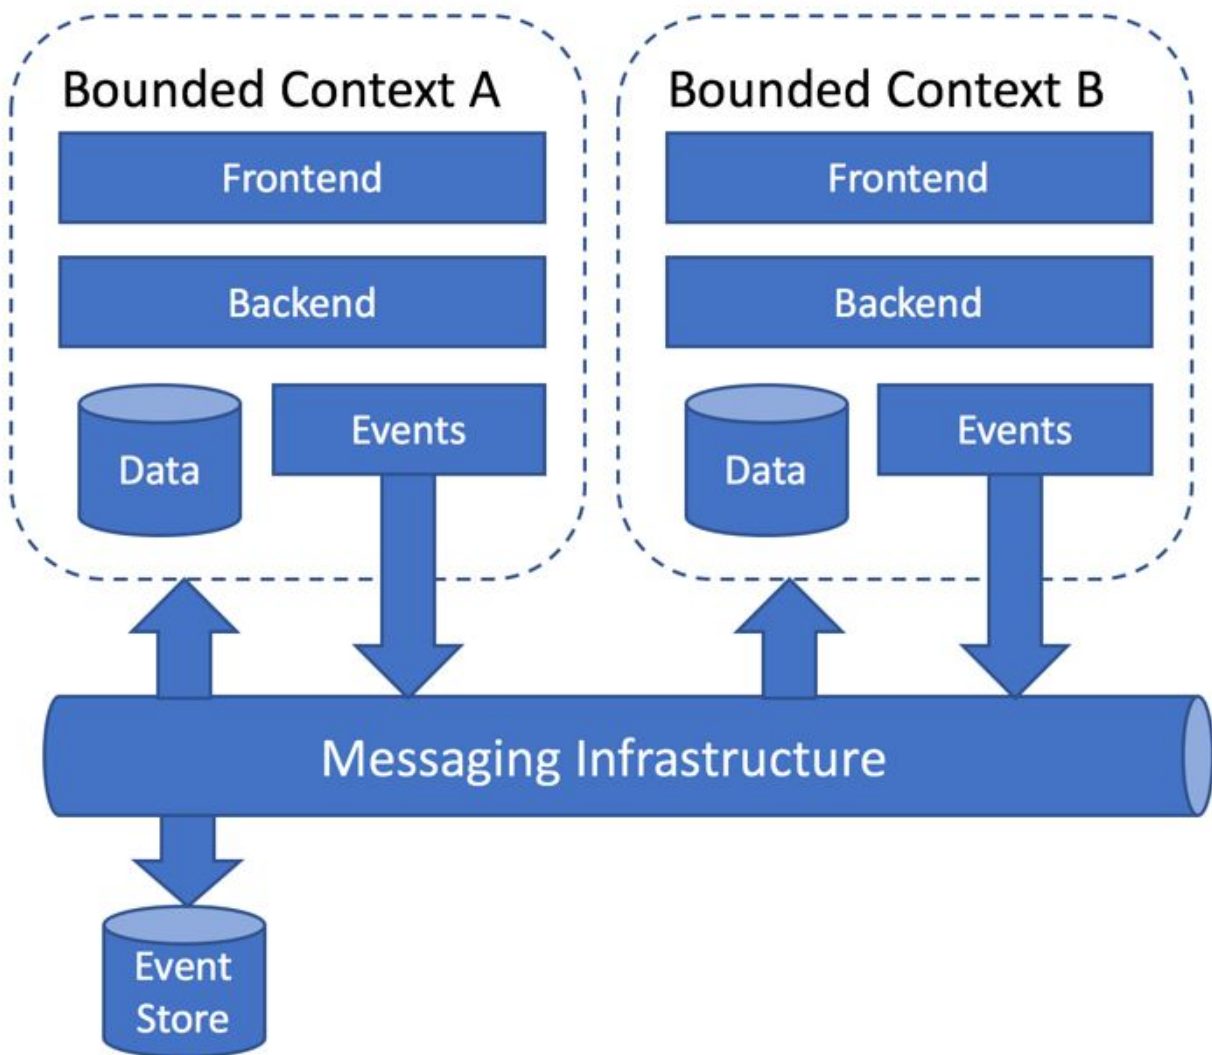 Bounded Context A
Frontend
Backend
Data
Events
Bounded Context B
Frontend
Backend
Data
Events
Messaging Infrastructure
Event
Store